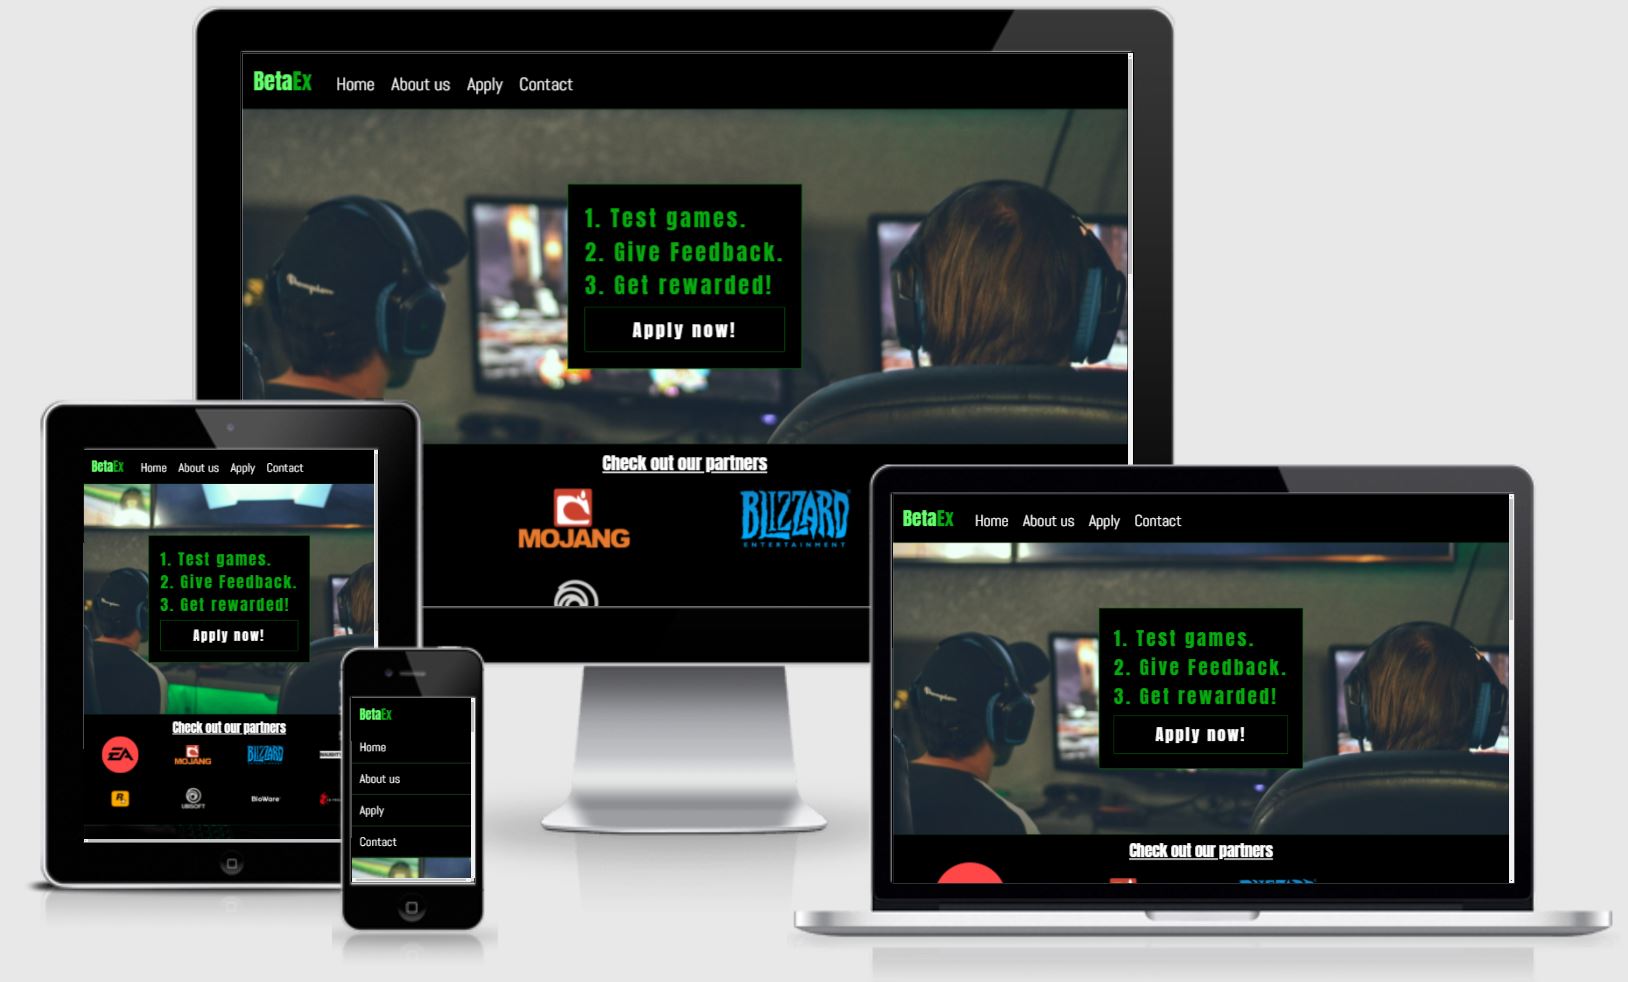 BetaEx Home About us Apply Contact
Champion
1. Test games.
2. Give Feedback.
3. Get rewarded!
Apply now!
Check out our partners
MOJANG
BLIZZARD
ENTERTAINMENT
BetaEx Home About us Apply Contact
1. Test games.
2. Give Feedback.
3. Get rewarded!
Apply now!
Check out our partners
EA MOJANG BLIZZARD
R UBISOFT BioWare
BetaEx
Home
About us
Apply
Contact
BetaEx Home About us Apply Contact
Champion
1. Test games.
2. Give Feedback.
3. Get rewarded!
Apply now!
Check out our partners